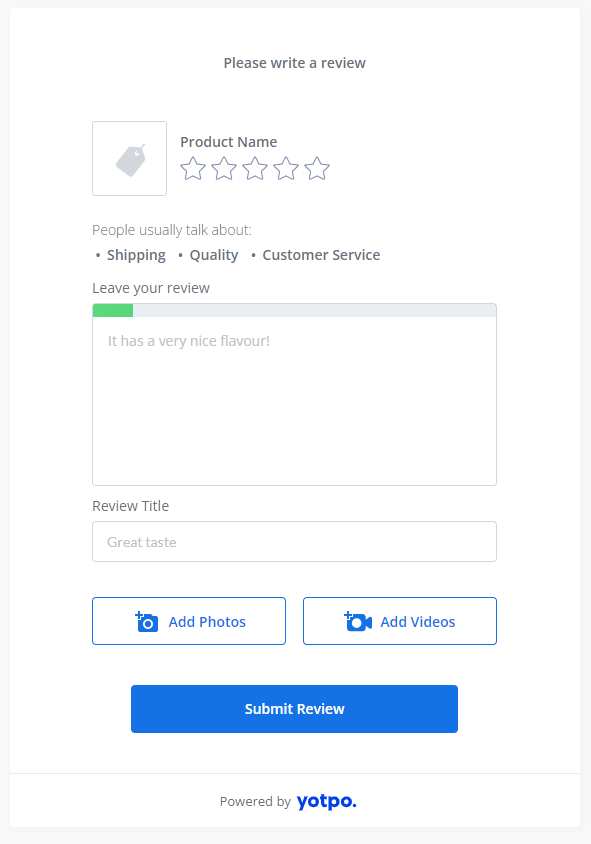 Please write a review
Product Name
People usually talk about:
• Shipping • Quality • Customer Service
Leave your review
It has a very nice flavour!
Review Title
Great taste
Add Photos Add Videos
Submit Review
Powered by yotpo.